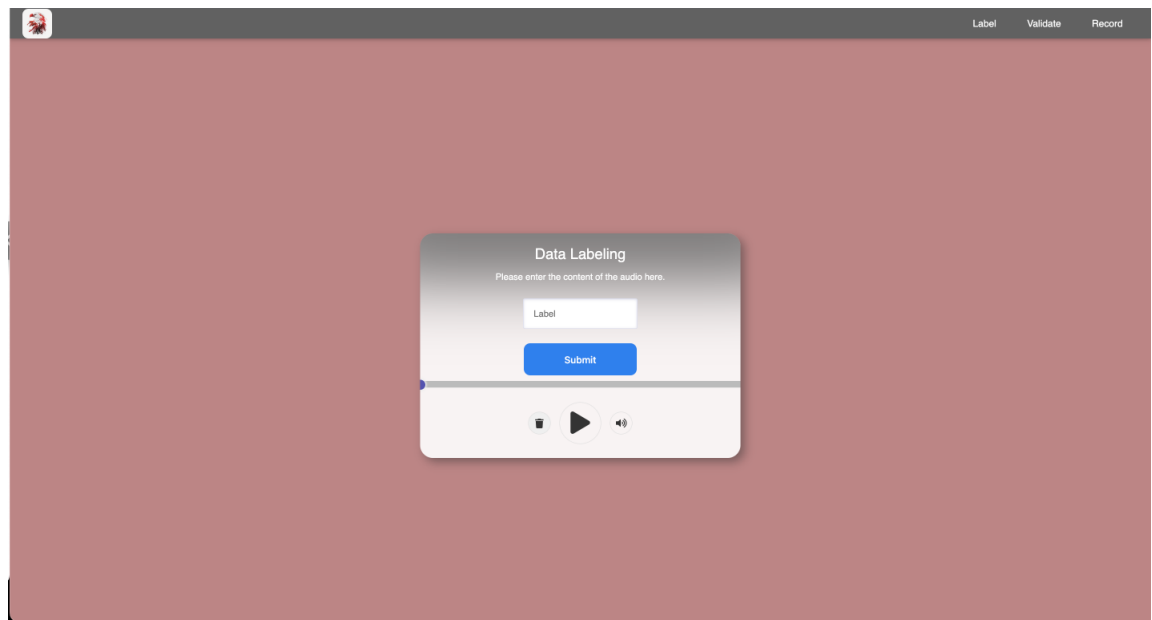 Label Validate Record
Data Labeling
Please enter the content of the audio here.
Label
Submit